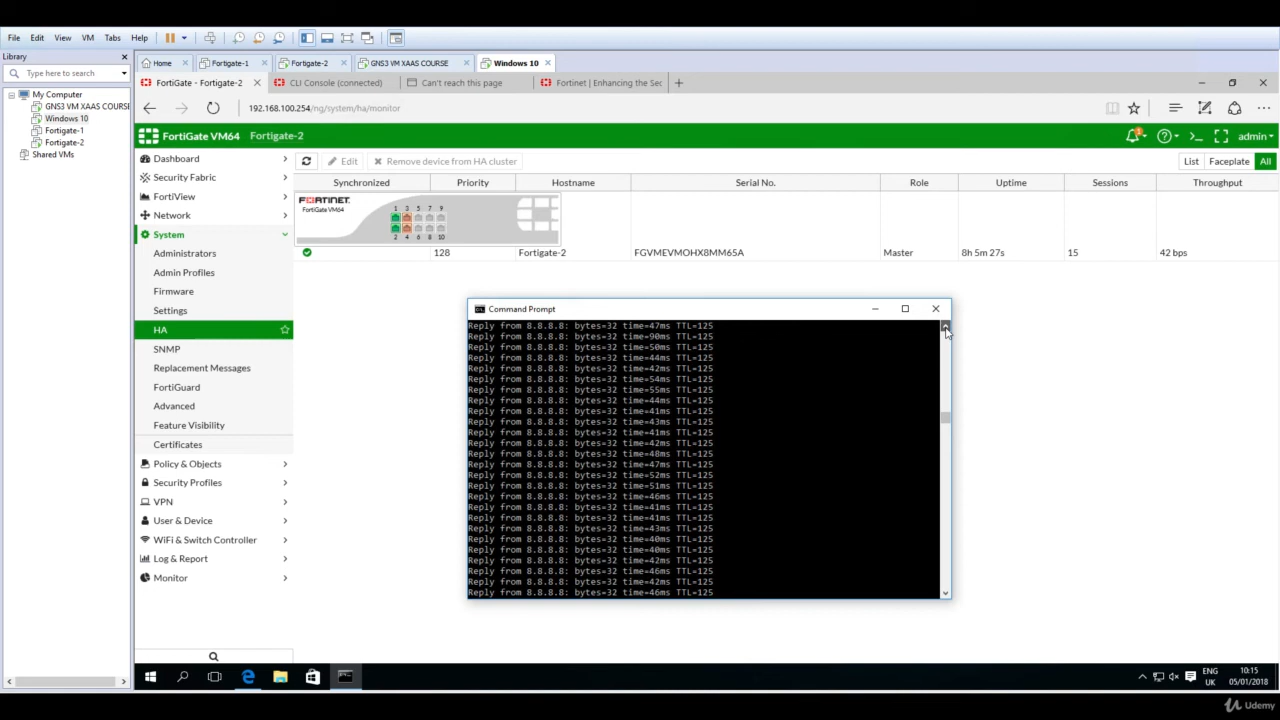 File Edit View VM Tabs Help
Library
Type here to search
My Computer
GNS3 VM XAAS COURSE
Windows 10
Fortigate-1
Fortigate-2
Shared VMs
Home Fortigate-1 Fortigate-2 GNS3 VM XAAS COURSE Windows 10
FortiGate - Fortigate-2 CLI Console (connected) Can't reach this page Fortinet | Enhancing the Sec
192.168.100.254/ng/system/ha/monitor
FortiGate VM64 Fortigate-2 1 admin
Dashboard
Security Fabric
FortiView
Network
System
Administrators
Admin Profiles
Firmware
Settings
HA
SNMP
Replacement Messages
FortiGuard
Advanced
Feature Visibility
Certificates
Policy & Objects
Security Profiles
VPN
User & Device
WiFi & Switch Controller
Log & Report
Monitor
Edit Remove device from HA cluster List Faceplate All
Synchronized Priority Hostname Serial No. Role Uptime Sessions Throughput
FORTINET
FortiGate VM64
1 3 5 7 9
2 4 6 8 10
128 Fortigate-2 FGVMEVMOHX8MM65A Master 8h 5m 27s 15 42 bps
Command Prompt
Reply from 8.8.8.8: bytes=32 time=47ms TTL=125
Reply from 8.8.8.8: bytes=32 time=90ms TTL=125
Reply from 8.8.8.8: bytes=32 time=50ms TTL=125
Reply from 8.8.8.8: bytes=32 time=44ms TTL=125
Reply from 8.8.8.8: bytes=32 time=42ms TTL=125
Reply from 8.8.8.8: bytes=32 time=54ms TTL=125
Reply from 8.8.8.8: bytes=32 time=55ms TTL=125
Reply from 8.8.8.8: bytes=32 time=44ms TTL=125
Reply from 8.8.8.8: bytes=32 time=41ms TTL=125
Reply from 8.8.8.8: bytes=32 time=43ms TTL=125
Reply from 8.8.8.8: bytes=32 time=41ms TTL=125
Reply from 8.8.8.8: bytes=32 time=42ms TTL=125
Reply from 8.8.8.8: bytes=32 time=48ms TTL=125
Reply from 8.8.8.8: bytes=32 time=47ms TTL=125
Reply from 8.8.8.8: bytes=32 time=52ms TTL=125
Reply from 8.8.8.8: bytes=32 time=51ms TTL=125
Reply from 8.8.8.8: bytes=32 time=46ms TTL=125
Reply from 8.8.8.8: bytes=32 time=41ms TTL=125
Reply from 8.8.8.8: bytes=32 time=41ms TTL=125
Reply from 8.8.8.8: bytes=32 time=43ms TTL=125
Reply from 8.8.8.8: bytes=32 time=40ms TTL=125
Reply from 8.8.8.8: bytes=32 time=40ms TTL=125
Reply from 8.8.8.8: bytes=32 time=42ms TTL=125
Reply from 8.8.8.8: bytes=32 time=46ms TTL=125
Reply from 8.8.8.8: bytes=32 time=42ms TTL=125
Reply from 8.8.8.8: bytes=32 time=46ms TTL=125
ENG 10:15
UK 05/01/2018
Udemy